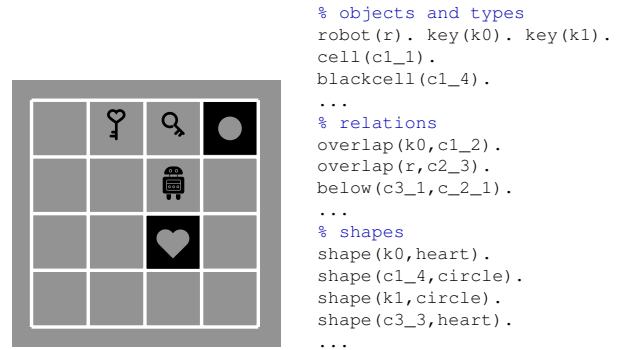 % objects and types
robot(r). key(k0). key(k1).
cell(c1_1).
blackcell(c1_4).
...
% relations
overlap(k0,c1_2).
overlap(r,c2_3).
below(c3_1,c_2_1).
...
% shapes
shape(k0,heart).
shape(c1_4,circle).
shape(k1,circle).
shape(c3_3,heart).
...